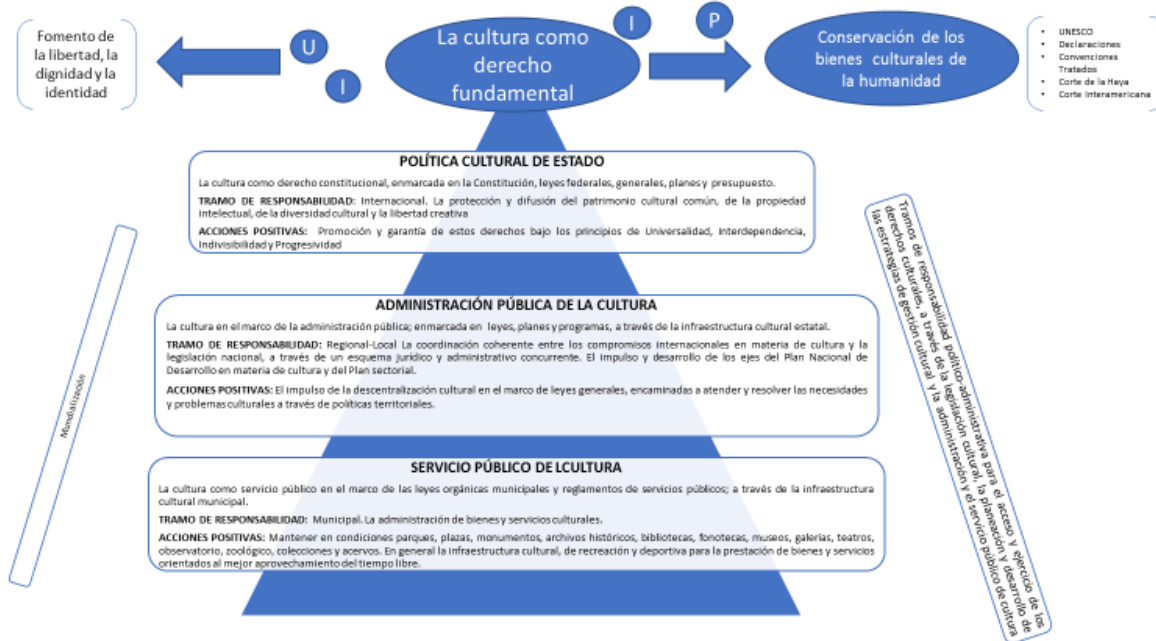 Fomento de
la libertad, la
dignidad y la
identidad
U
I
La cultura como
derecho
fundamental
I
P
Conservación de los
bienes culturales de
la humanidad
• UNESCO
• Declaraciones
• Convenciones
Tratados
• Corte de la Haya
• Corte Interamericana
POLÍTICA CULTURAL DE ESTADO
La cultura como derecho constitucional, enmarcada en la Constitución, leyes federales, generales, planes y presupuesto.
TRAMO DE RESPONSABILIDAD: Internacional. La protección y difusión del patrimonio cultural común, de la propiedad
intelectual, de la diversidad cultural y la libertad creativa
ACCIONES POSITIVAS: Promoción y garantía de estos derechos bajo los principios de Universalidad, Interdependencia,
Indivisibilidad y Progresividad
ADMINISTRACIÓN PÚBLICA DE LA CULTURA
La cultura en el marco de la administración pública; enmarcada en leyes, planes y programas, a través de la infraestructura cultural estatal.
TRAMO DE RESPONSABILIDAD: Regional-Local La coordinación coherente entre los compromisos internacionales en materia de cultura y la
legislación nacional, a través de un esquema jurídico y administrativo concurrente. El impulso y desarrollo de los ejes del Plan Nacional de
Desarrollo en materia de cultura y del Plan sectorial.
ACCIONES POSITIVAS: El impulso de la descentralización cultural en el marco de leyes generales, encaminadas a atender y resolver las necesidades
y problemas culturales a través de políticas territoriales.
SERVICIO PÚBLICO DE LCULTURA
La cultura como servicio público en el marco de las leyes orgánicas municipales y reglamentos de servicios públicos; a través de la infraestructura
cultural municipal.
TRAMO DE RESPONSABILIDAD: Municipal. La administración de bienes y servicios culturales.
ACCIONES POSITIVAS: Mantener en condiciones parques, plazas, monumentos, archivos históricos, bibliotecas, fonotecas, museos, galerías, teatros,
observatorio, zoológico, colecciones y acervos. En general la infraestructura cultural, de recreación y deportiva para la prestación de bienes y servicios
orientados al mejor aprovechamiento del tiempo libre.
Mundialización
Tramos de responsabilidad político-administrativa para el acceso y ejercicio de los
derechos culturales, a través de la legislación cultural, la planeación y desarrollo de
las estrategias de gestión cultural y la administración y el servicio público de cultura